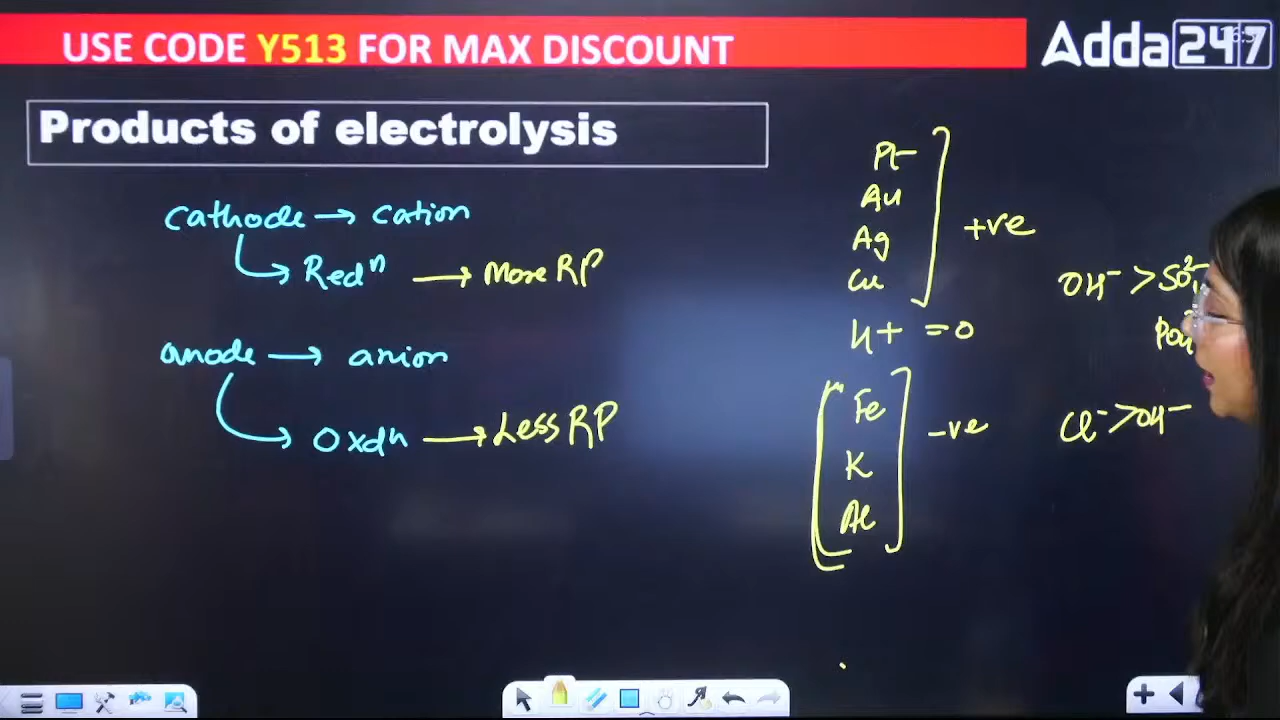 USE CODE Y513 FOR MAX DISCOUNT
Adda247
Products of electrolysis
Cathode → cation
Redⁿ → More RP
anode → anion
Oxdⁿ → Less RP
Pt
Au
Ag
Cu
+ve
H+ = 0
Fe
K
Al
-ve
OH⁻ > SO₄²⁻
Cl⁻ > OH⁻